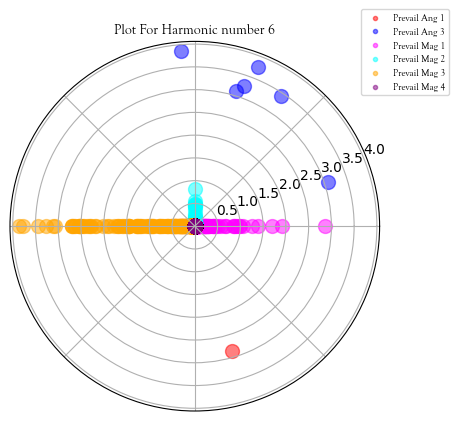 Plot For Harmonic number 6
Prevail Ang 1
Prevail Ang 3
Prevail Mag 1
Prevail Mag 2
Prevail Mag 3
Prevail Mag 4
0.5
1.0
1.5
2.0
2.5
3.0
3.5
4.0